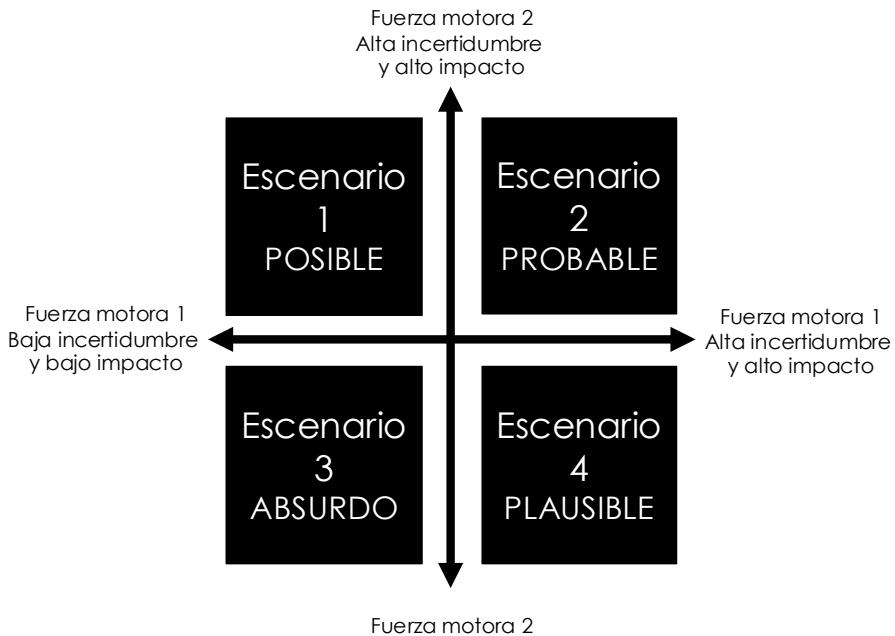 Fuerza motora 2
Alta incertidumbre
y alto impacto
Escenario
1
POSIBLE
Escenario
2
PROBABLE
Fuerza motora 1
Baja incertidumbre
y bajo impacto
Fuerza motora 1
Alta incertidumbre
y alto impacto
Escenario
3
ABSURDO
Escenario
4
PLAUSIBLE
Fuerza motora 2